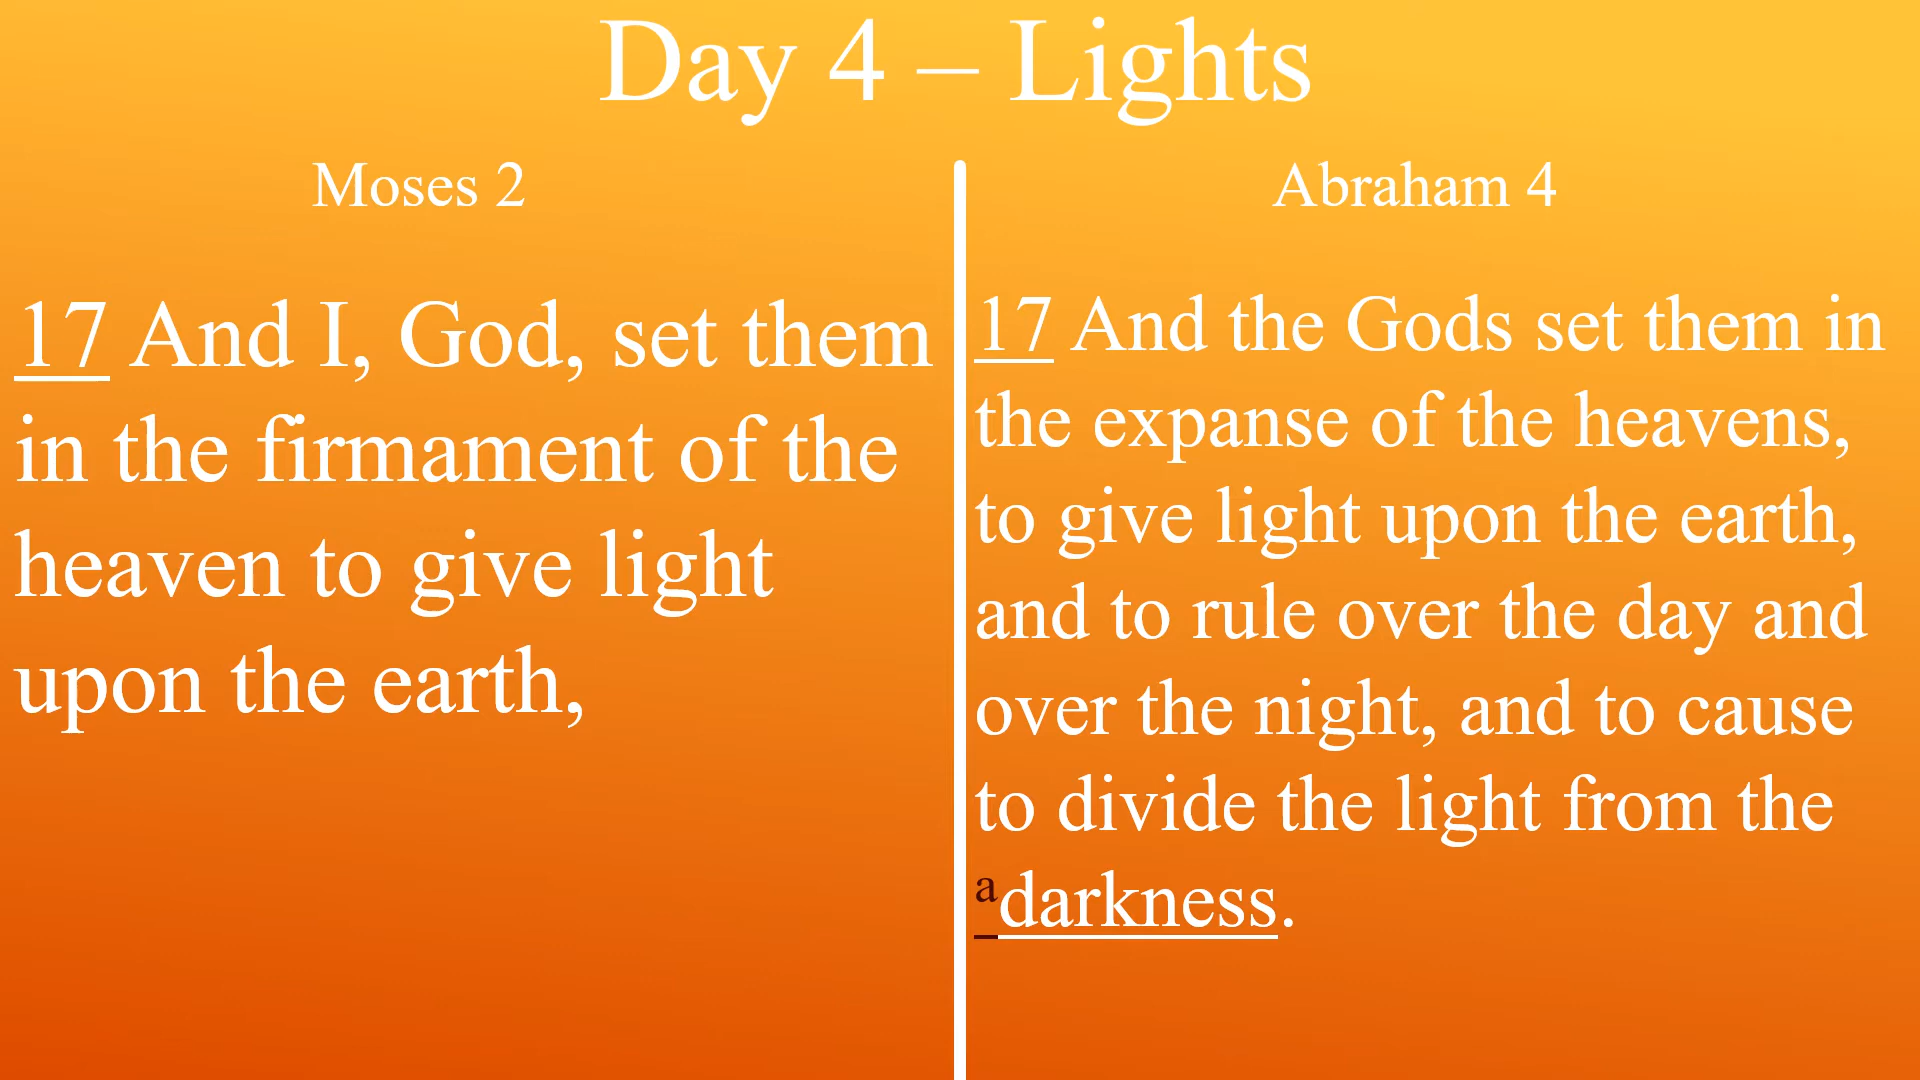 Day 4 – Lights
Moses 2
17 And I, God, set them
in the firmament of the
heaven to give light
upon the earth,
Abraham 4
17 And the Gods set them in
the expanse of the heavens,
to give light upon the earth,
and to rule over the day and
over the night, and to cause
to divide the light from the
adarkness.